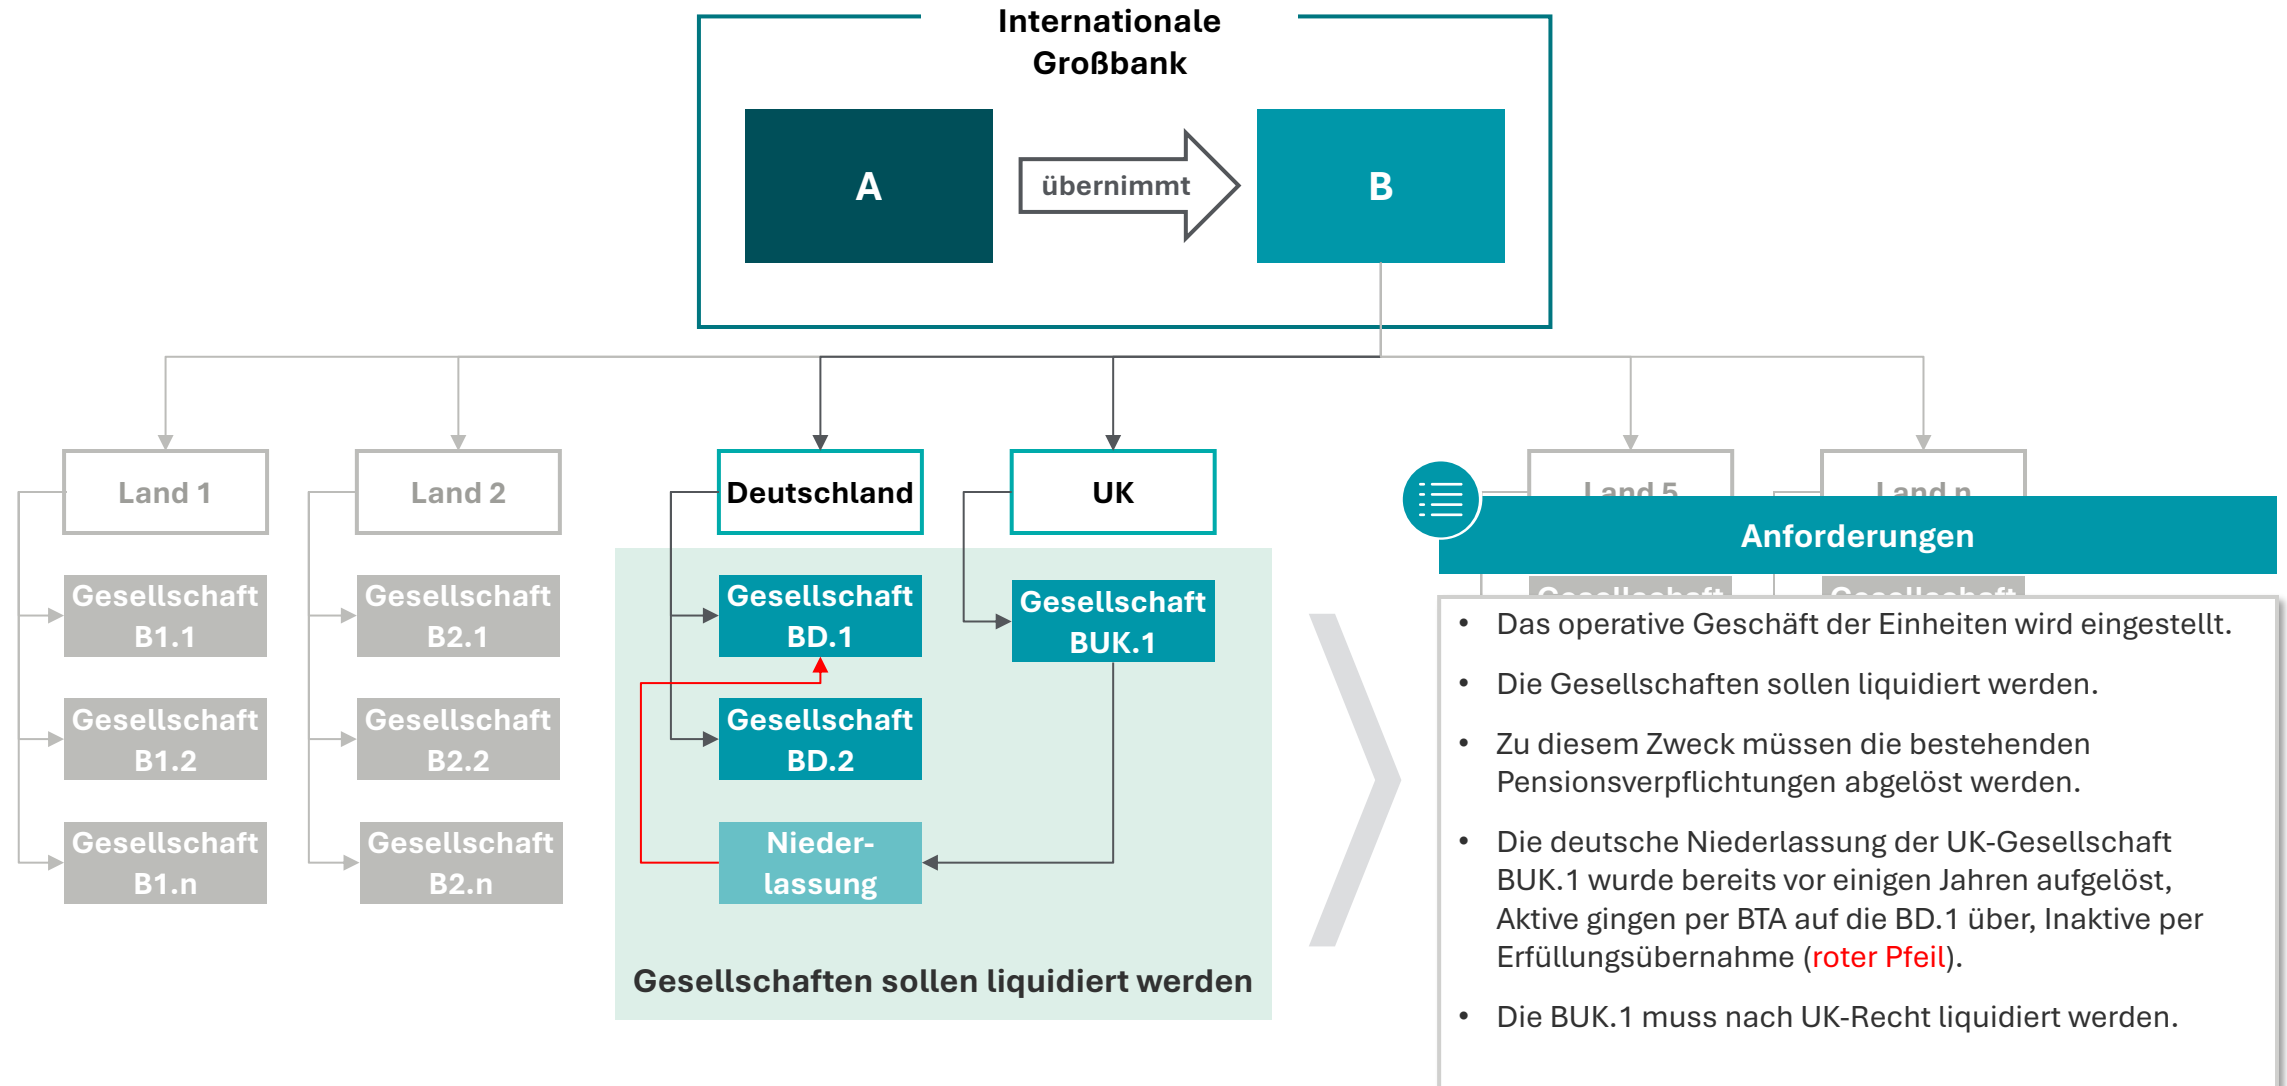 Internationale
Großbank
A
übernimmt
B
Land 1
Land 2
Deutschland
UK
Land 5
Land n
Anforderungen
Gesellschaft
B1.1
Gesellschaft
B2.1
Gesellschaft
BD.1
Gesellschaft
BUK.1
Gesellschaft
Gesellschaft
Gesellschaft
B1.2
Gesellschaft
B2.2
Gesellschaft
BD.2
Gesellschaft
B1.n
Gesellschaft
B2.n
Nieder-
lassung
Gesellschaften sollen liquidiert werden
• Das operative Geschäft der Einheiten wird eingestellt.
• Die Gesellschaften sollen liquidiert werden.
• Zu diesem Zweck müssen die bestehenden
Pensionsverpflichtungen abgelöst werden.
• Die deutsche Niederlassung der UK-Gesellschaft
BUK.1 wurde bereits vor einigen Jahren aufgelöst,
Aktive gingen per BTA auf die BD.1 über, Inaktive per
Erfüllungsübernahme (roter Pfeil).
• Die BUK.1 muss nach UK-Recht liquidiert werden.